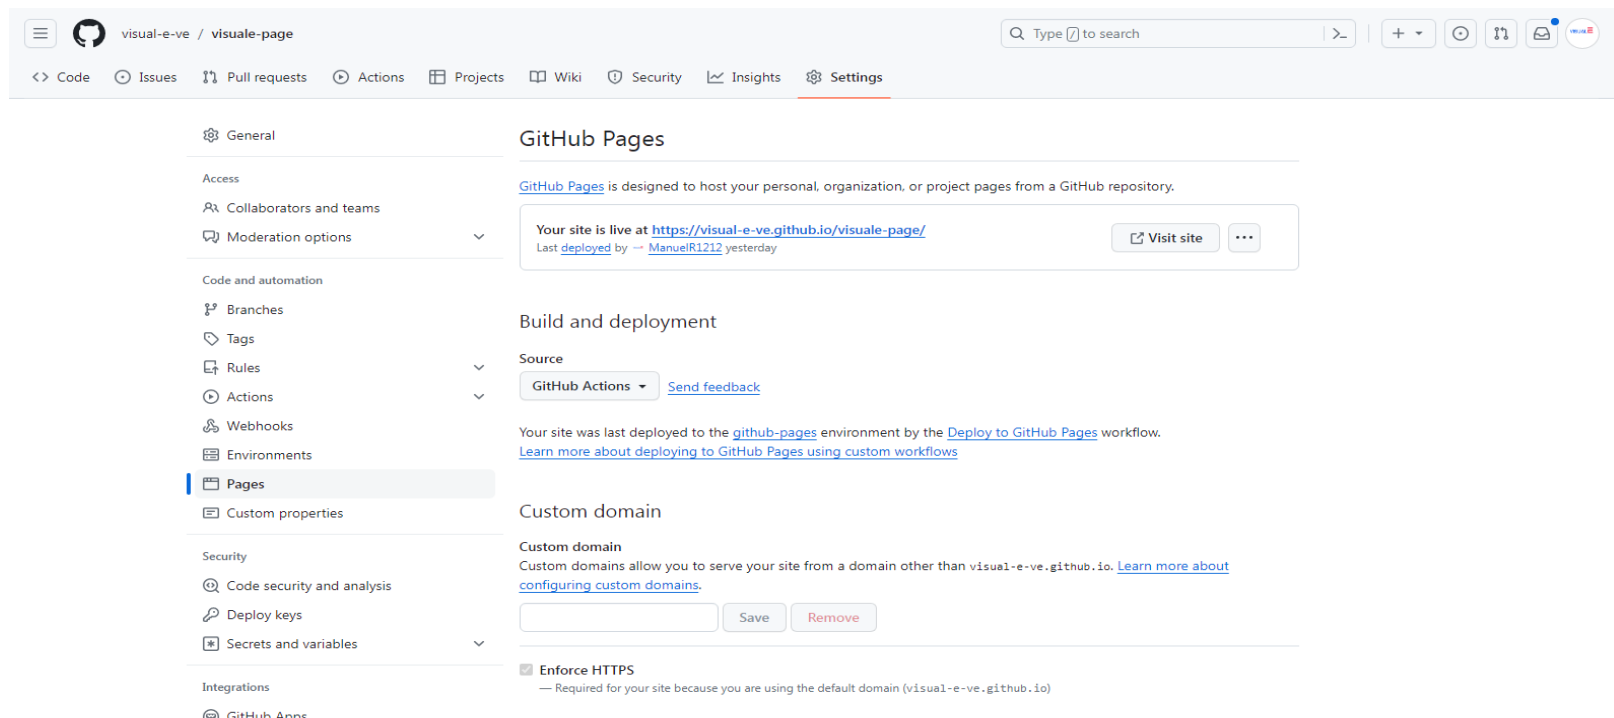 visual-e-ve / visuale-page
Type / to search
Code
Issues
Pull requests
Actions
Projects
Wiki
Security
Insights
Settings
General
Access
Collaborators and teams
Moderation options
Code and automation
Branches
Tags
Rules
Actions
Webhooks
Environments
Pages
Custom properties
Security
Code security and analysis
Deploy keys
Secrets and variables
Integrations
GitHub Apps
GitHub Pages
GitHub Pages is designed to host your personal, organization, or project pages from a GitHub repository.
Your site is live at https://visual-e-ve.github.io/visuale-page/
Last deployed by ManuelR1212 yesterday
Visit site
Build and deployment
Source
GitHub Actions
Send feedback
Your site was last deployed to the github-pages environment by the Deploy to GitHub Pages workflow.
Learn more about deploying to GitHub Pages using custom workflows
Custom domain
Custom domain
Custom domains allow you to serve your site from a domain other than visual-e-ve.github.io. Learn more about
configuring custom domains.
Save
Remove
Enforce HTTPS
— Required for your site because you are using the default domain (visual-e-ve.github.io)